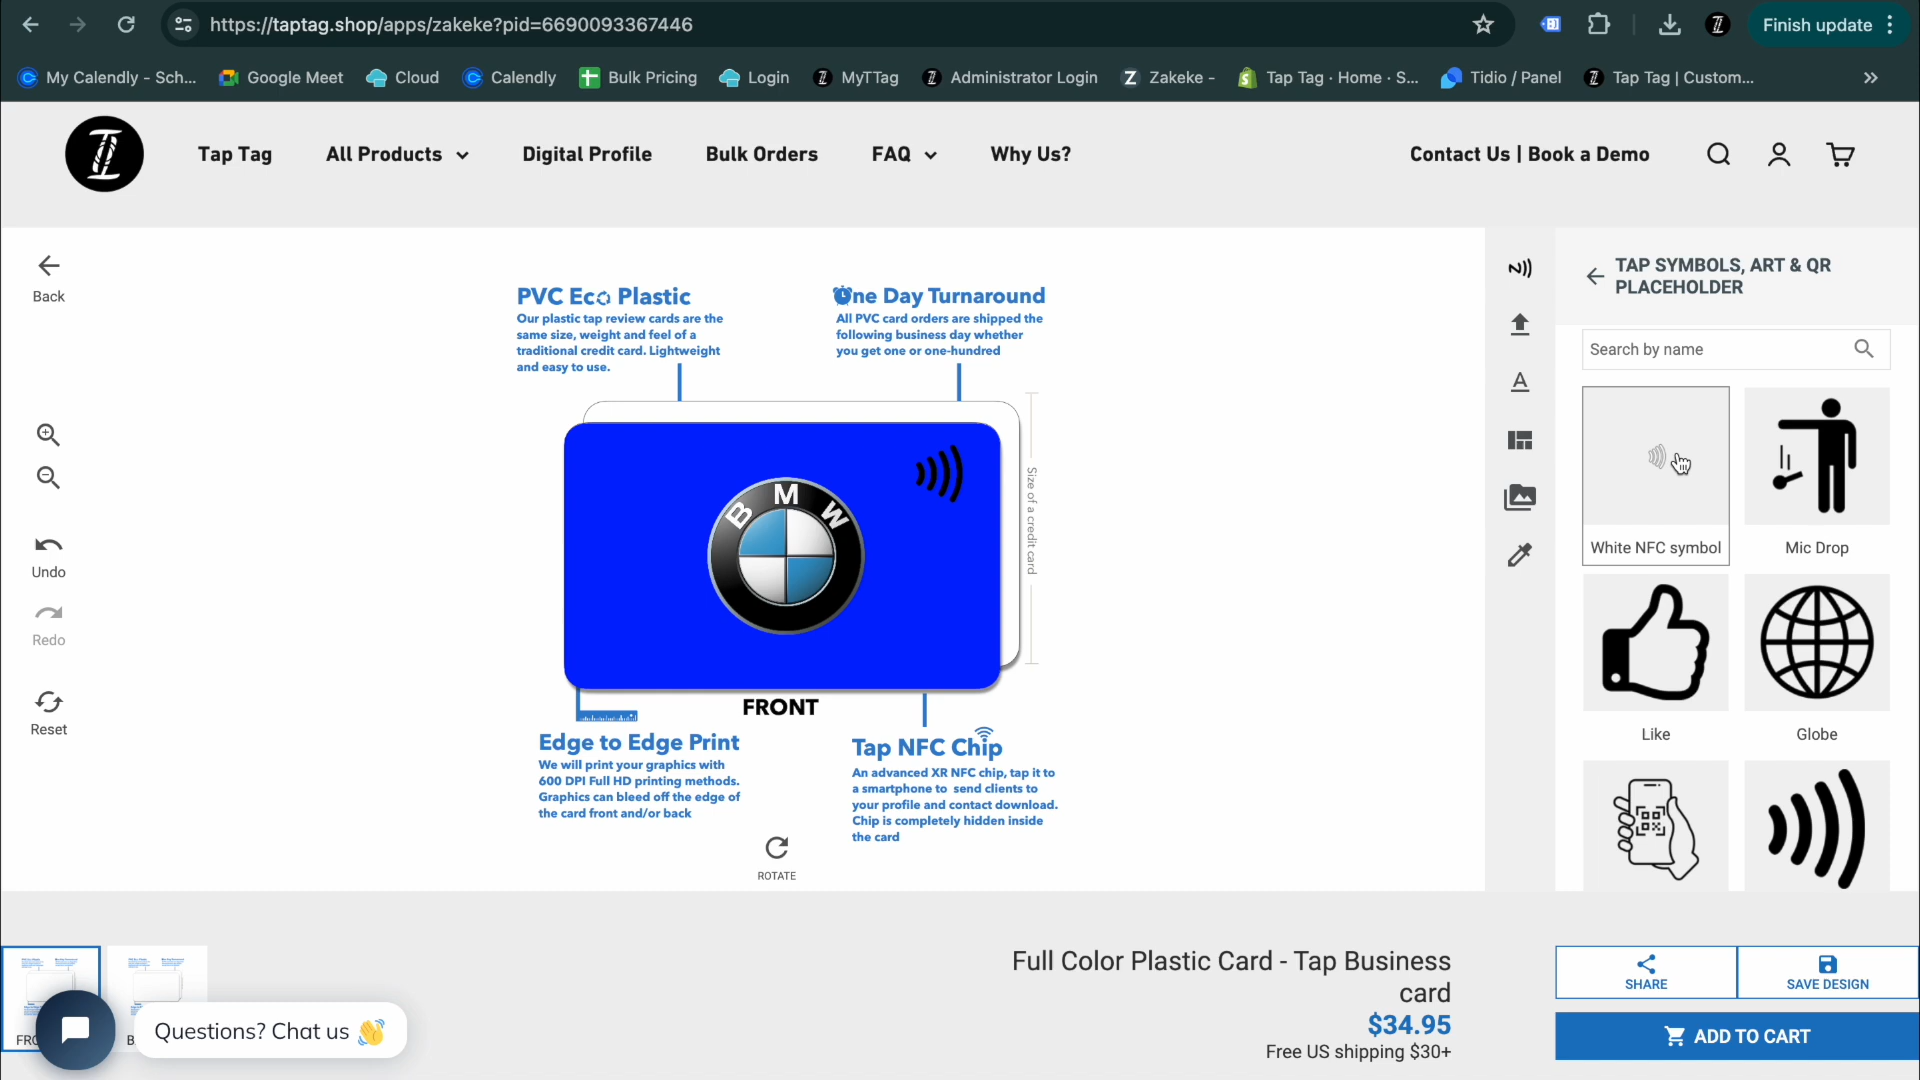 https://taptag.shop/apps/zakeke?pid=6690093367446
Finish update
My Calendly - Sch...
Google Meet
Cloud
Calendly
Bulk Pricing
Login
MyTTag
Administrator Login
Zakeke -
Tap Tag · Home · S...
Tidio / Panel
Tap Tag | Custom...
Tap Tag
All Products
Digital Profile
Bulk Orders
FAQ
Why Us?
Contact Us | Book a Demo
Back
Undo
Redo
Reset
PVC Eco Plastic
Our plastic tap review cards are the
same size, weight and feel of a
traditional credit card. Lightweight
and easy to use.
One Day Turnaround
All PVC card orders are shipped the
following business day whether
you get one or one-hundred
BMW
Size of a credit card
FRONT
Edge to Edge Print
We will print your graphics with
600 DPI Full HD printing methods.
Graphics can bleed off the edge of
the card front and/or back
Tap NFC Chip
An advanced XR NFC chip, tap it to
a smartphone to send clients to
your profile and contact download.
Chip is completely hidden inside
the card
ROTATE
TAP SYMBOLS, ART & QR
PLACEHOLDER
Search by name
White NFC symbol
Mic Drop
Like
Globe
Questions? Chat us 👋
Full Color Plastic Card - Tap Business
card
$34.95
Free US shipping $30+
SHARE
SAVE DESIGN
ADD TO CART